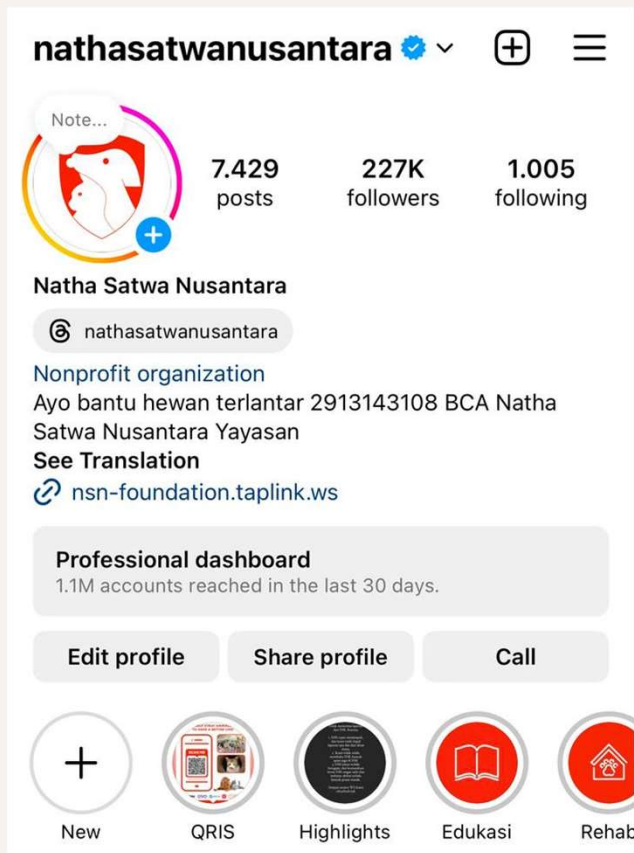 nathasatwanusantara
Note...
7.429 227K 1.005
posts followers following
Natha Satwa Nusantara
nathasatwanusantara
Nonprofit organization
Ayo bantu hewan terlantar 2913143108 BCA Natha
Satwa Nusantara Yayasan
See Translation
nsn-foundation.taplink.ws
Professional dashboard
1.1M accounts reached in the last 30 days.
Edit profile Share profile Call
New QRIS Highlights Edukasi Rehab